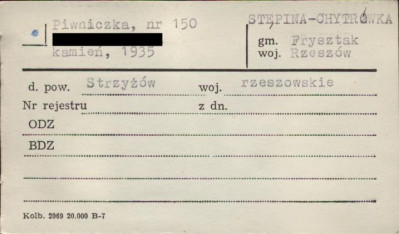 Piwniczka, nr 150
kamień, 1935
STĘPINA-CHYTRÓWKA
gm. Frysztak
woj. Rzeszów
d. pow. Strzyżów woj. rzeszowskie
Nr rejestru z dn.
ODZ
BDZ
Kolb. 2069 20.000 B-7